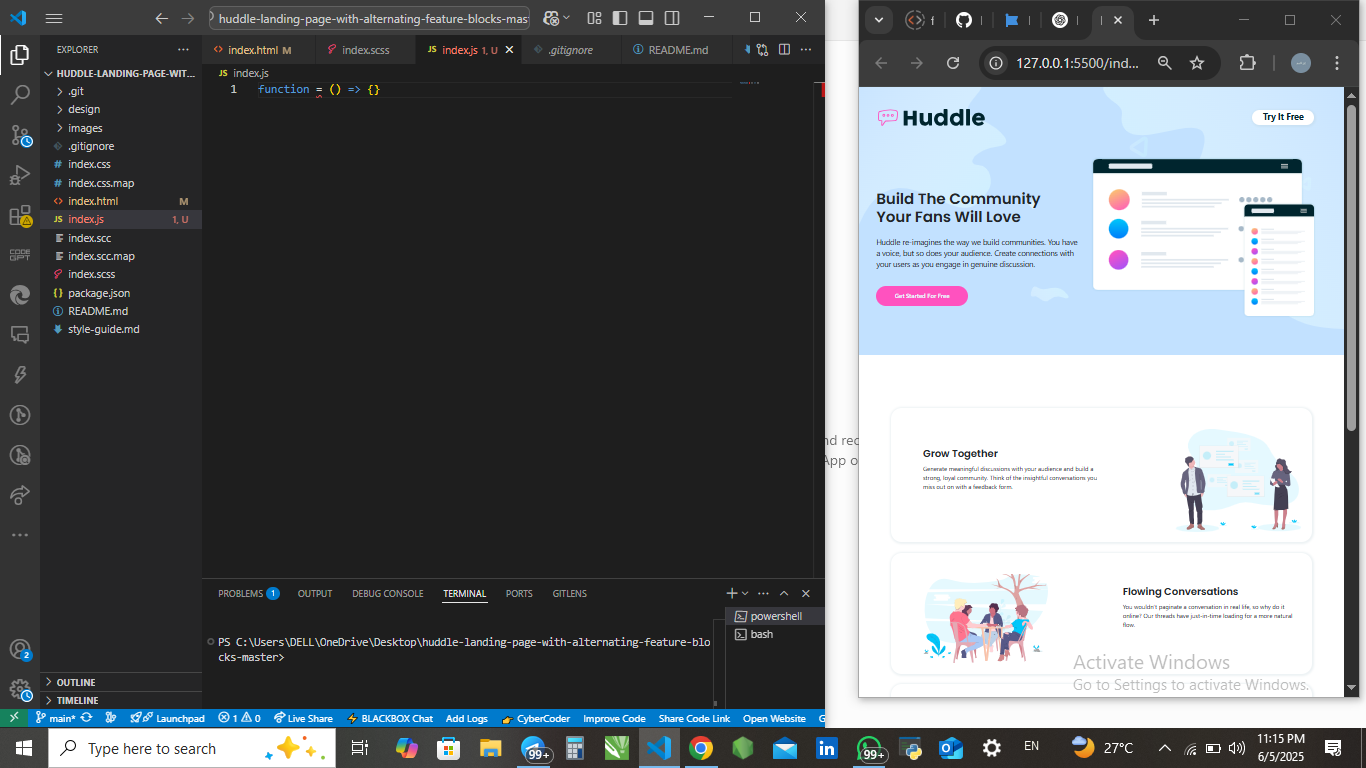 huddle-landing-page-with-alternating-feature-blocks-mas
EXPLORER
index.html M
index.scss
index.js 1, U
.gitignore
README.md
HUDDLE-LANDING-PAGE-WIT...
.git
design
images
.gitignore
index.css
index.css.map
index.html M
index.js 1, U
index.scc
index.scc.map
index.scss
package.json
README.md
style-guide.md
OUTLINE
TIMELINE
index.js
1 function = () => {}
PROBLEMS 1
OUTPUT
DEBUG CONSOLE
TERMINAL
PORTS
GITLENS
PS C:\Users\DELL\OneDrive\Desktop\huddle-landing-page-with-alternating-feature-blo
cks-master>
powershell
bash
main*
Launchpad
1 0
Live Share
BLACKBOX Chat
Add Logs
CyberCoder
Improve Code
Share Code Link
Open Website
nd rec
App o
127.0.0.1:5500/ind...
Huddle
Try It Free
Build The Community
Your Fans Will Love
Huddle re-imagines the way we build communities. You have
a voice, but so does your audience. Create connections with
your users as you engage in genuine discussion.
Get Started For Free
Grow Together
Generate meaningful discussions with your audience and build a
strong, loyal community. Think of the insightful conversations you
miss out on with a feedback form.
Flowing Conversations
You wouldn't paginate a conversation in real life, so why do it
online? Our threads have just-in-time loading for a more natural
flow.
Activate Windows
Go to Settings to activate Windows.
Type here to search
99+
99+
EN
27°C
11:15 PM
6/5/2025